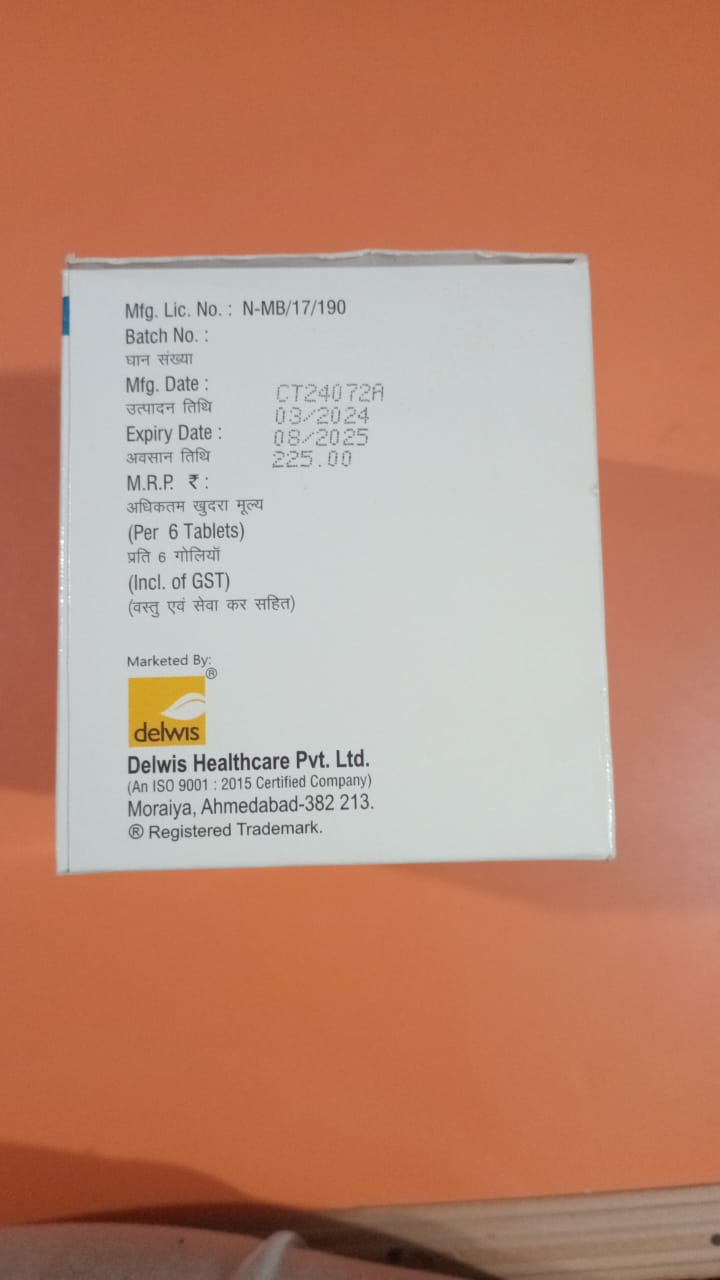 Mfg. Lic. No. : N-MB/17/190
Batch No. :
घान संख्या
Mfg. Date :
CT24072A
उत्पादन तिथि
03/2024
Expiry Date :
08/2025
अवसान तिथि
225.00
M.R.P. ₹ :
अधिकतम खुदरा मूल्य
(Per 6 Tablets)
प्रति 6 गोलियॉ
(Incl. of GST)
(वस्तु एवं सेवा कर सहित)
Marketed By:
®
delwis
Delwis Healthcare Pvt. Ltd.
(An ISO 9001 : 2015 Certified Company)
Moraiya, Ahmedabad-382 213.
® Registered Trademark.